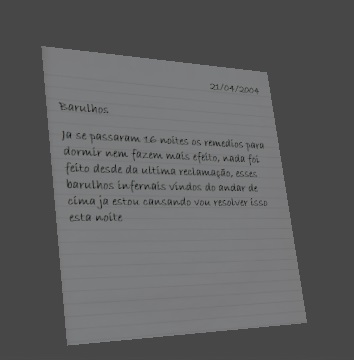 21/04/2004
Barulhos
Ja se passaram 16 noites os remedios para
dormir nem fazem mais efeito, nada foi
feito desde da ultima reclamação, esses
barulhos infernais vindos do andar de
cima ja estou cansando vou resolver isso
esta noite